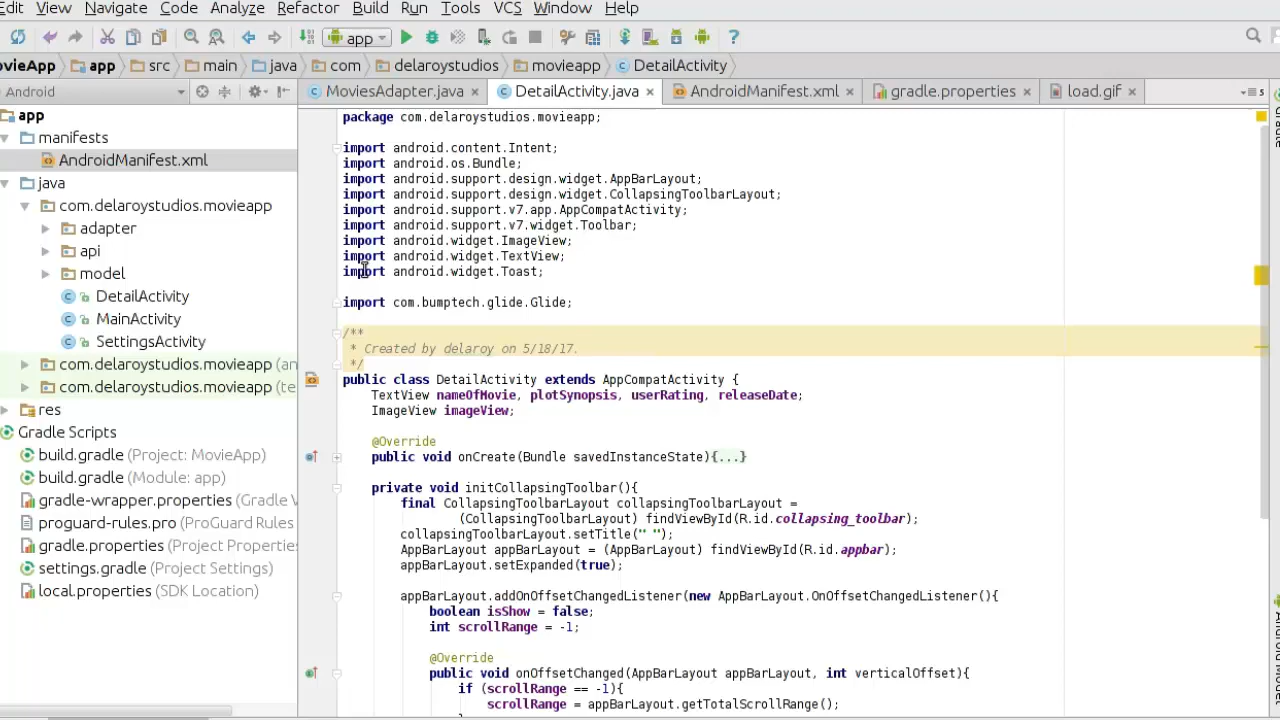 Edit View Navigate Code Analyze Refactor Build Run Tools VCS Window Help
app
MovieApp app src main java com delaroystudios movieapp DetailActivity
Android
MoviesAdapter.java DetailActivity.java AndroidManifest.xml gradle.properties load.gif
app
manifests
AndroidManifest.xml
java
com.delaroystudios.movieapp
adapter
api
model
DetailActivity
MainActivity
SettingsActivity
com.delaroystudios.movieapp (an
com.delaroystudios.movieapp (te
res
Gradle Scripts
build.gradle (Project: MovieApp)
build.gradle (Module: app)
gradle-wrapper.properties (Gradle V
proguard-rules.pro (ProGuard Rules
gradle.properties (Project Propertie
settings.gradle (Project Settings)
local.properties (SDK Location)
package com.delaroystudios.movieapp;
import android.content.Intent;
import android.os.Bundle;
import android.support.design.widget.AppBarLayout;
import android.support.design.widget.CollapsingToolbarLayout;
import android.support.v7.app.AppCompatActivity;
import android.support.v7.widget.Toolbar;
import android.widget.ImageView;
import android.widget.TextView;
import android.widget.Toast;
import com.bumptech.glide.Glide;
/**
* Created by delaroy on 5/18/17.
*/
public class DetailActivity extends AppCompatActivity {
TextView nameOfMovie, plotSynopsis, userRating, releaseDate;
ImageView imageView;
@Override
public void onCreate(Bundle savedInstanceState){...}
private void initCollapsingToolbar(){
final CollapsingToolbarLayout collapsingToolbarLayout =
(CollapsingToolbarLayout) findViewById(R.id.collapsing_toolbar);
collapsingToolbarLayout.setTitle(" ");
AppBarLayout appBarLayout = (AppBarLayout) findViewById(R.id.appbar);
appBarLayout.setExpanded(true);
appBarLayout.addOnOffsetChangedListener(new AppBarLayout.OnOffsetChangedListener(){
boolean isShow = false;
int scrollRange = -1;
@Override
public void onOffsetChanged(AppBarLayout appBarLayout, int verticalOffset){
if (scrollRange == -1){
scrollRange = appBarLayout.getTotalScrollRange();